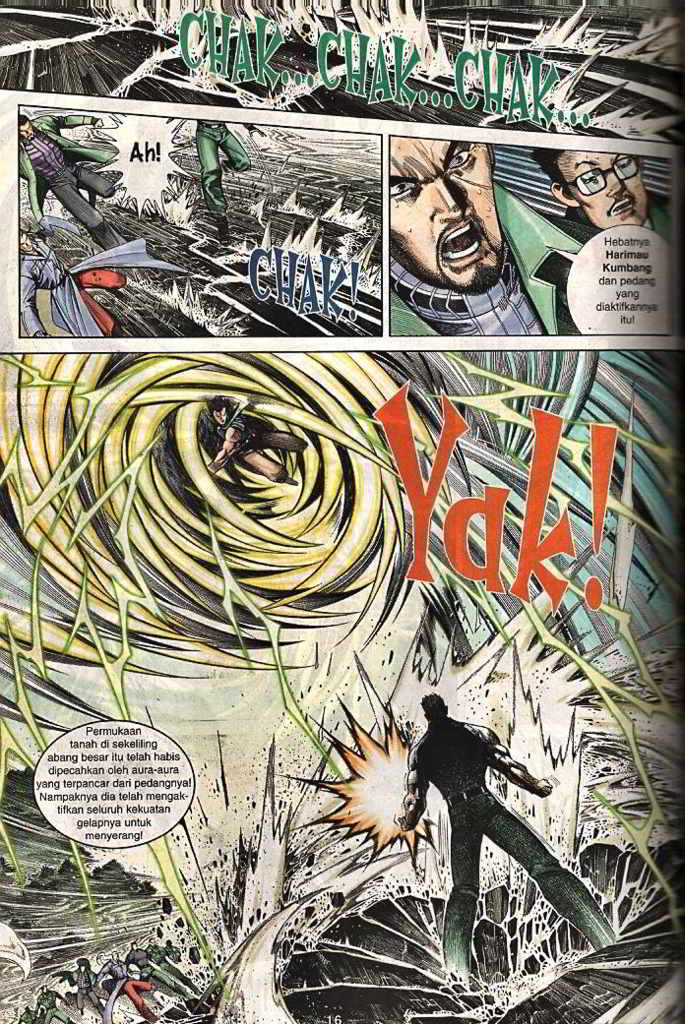 CHAK...CHAK...CHAK...
Ah!
CHAK!
Hebatnya
Harimau
Kumbang
dan pedang
yang
diaktifkannya
itu!
Yak!
Permukaan
tanah di sekeliling
abang besar itu telah habis
dipecahkan oleh aura-aura
yang terpancar dari pedangnya!
Nampaknya dia telah mengak-
tifkan seluruh kekuatan
gelapnya untuk
menyerang!
16